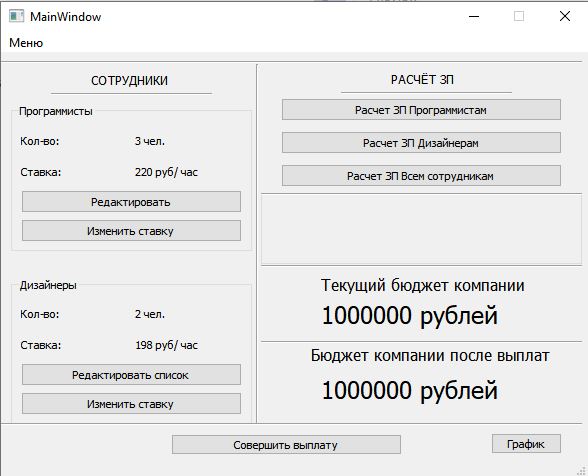 MainWindow
Меню
СОТРУДНИКИ
Программисты
Кол-во: 3 чел.
Ставка: 220 руб/час
Редактировать
Изменить ставку
Дизайнеры
Кол-во: 2 чел.
Ставка: 198 руб/час
Редактировать список
Изменить ставку
РАСЧЁТ ЗП
Расчет ЗП Программистам
Расчет ЗП Дизайнерам
Расчет ЗП Всем сотрудникам
Текущий бюджет компании
1000000 рублей
Бюджет компании после выплат
1000000 рублей
Совершить выплату
График